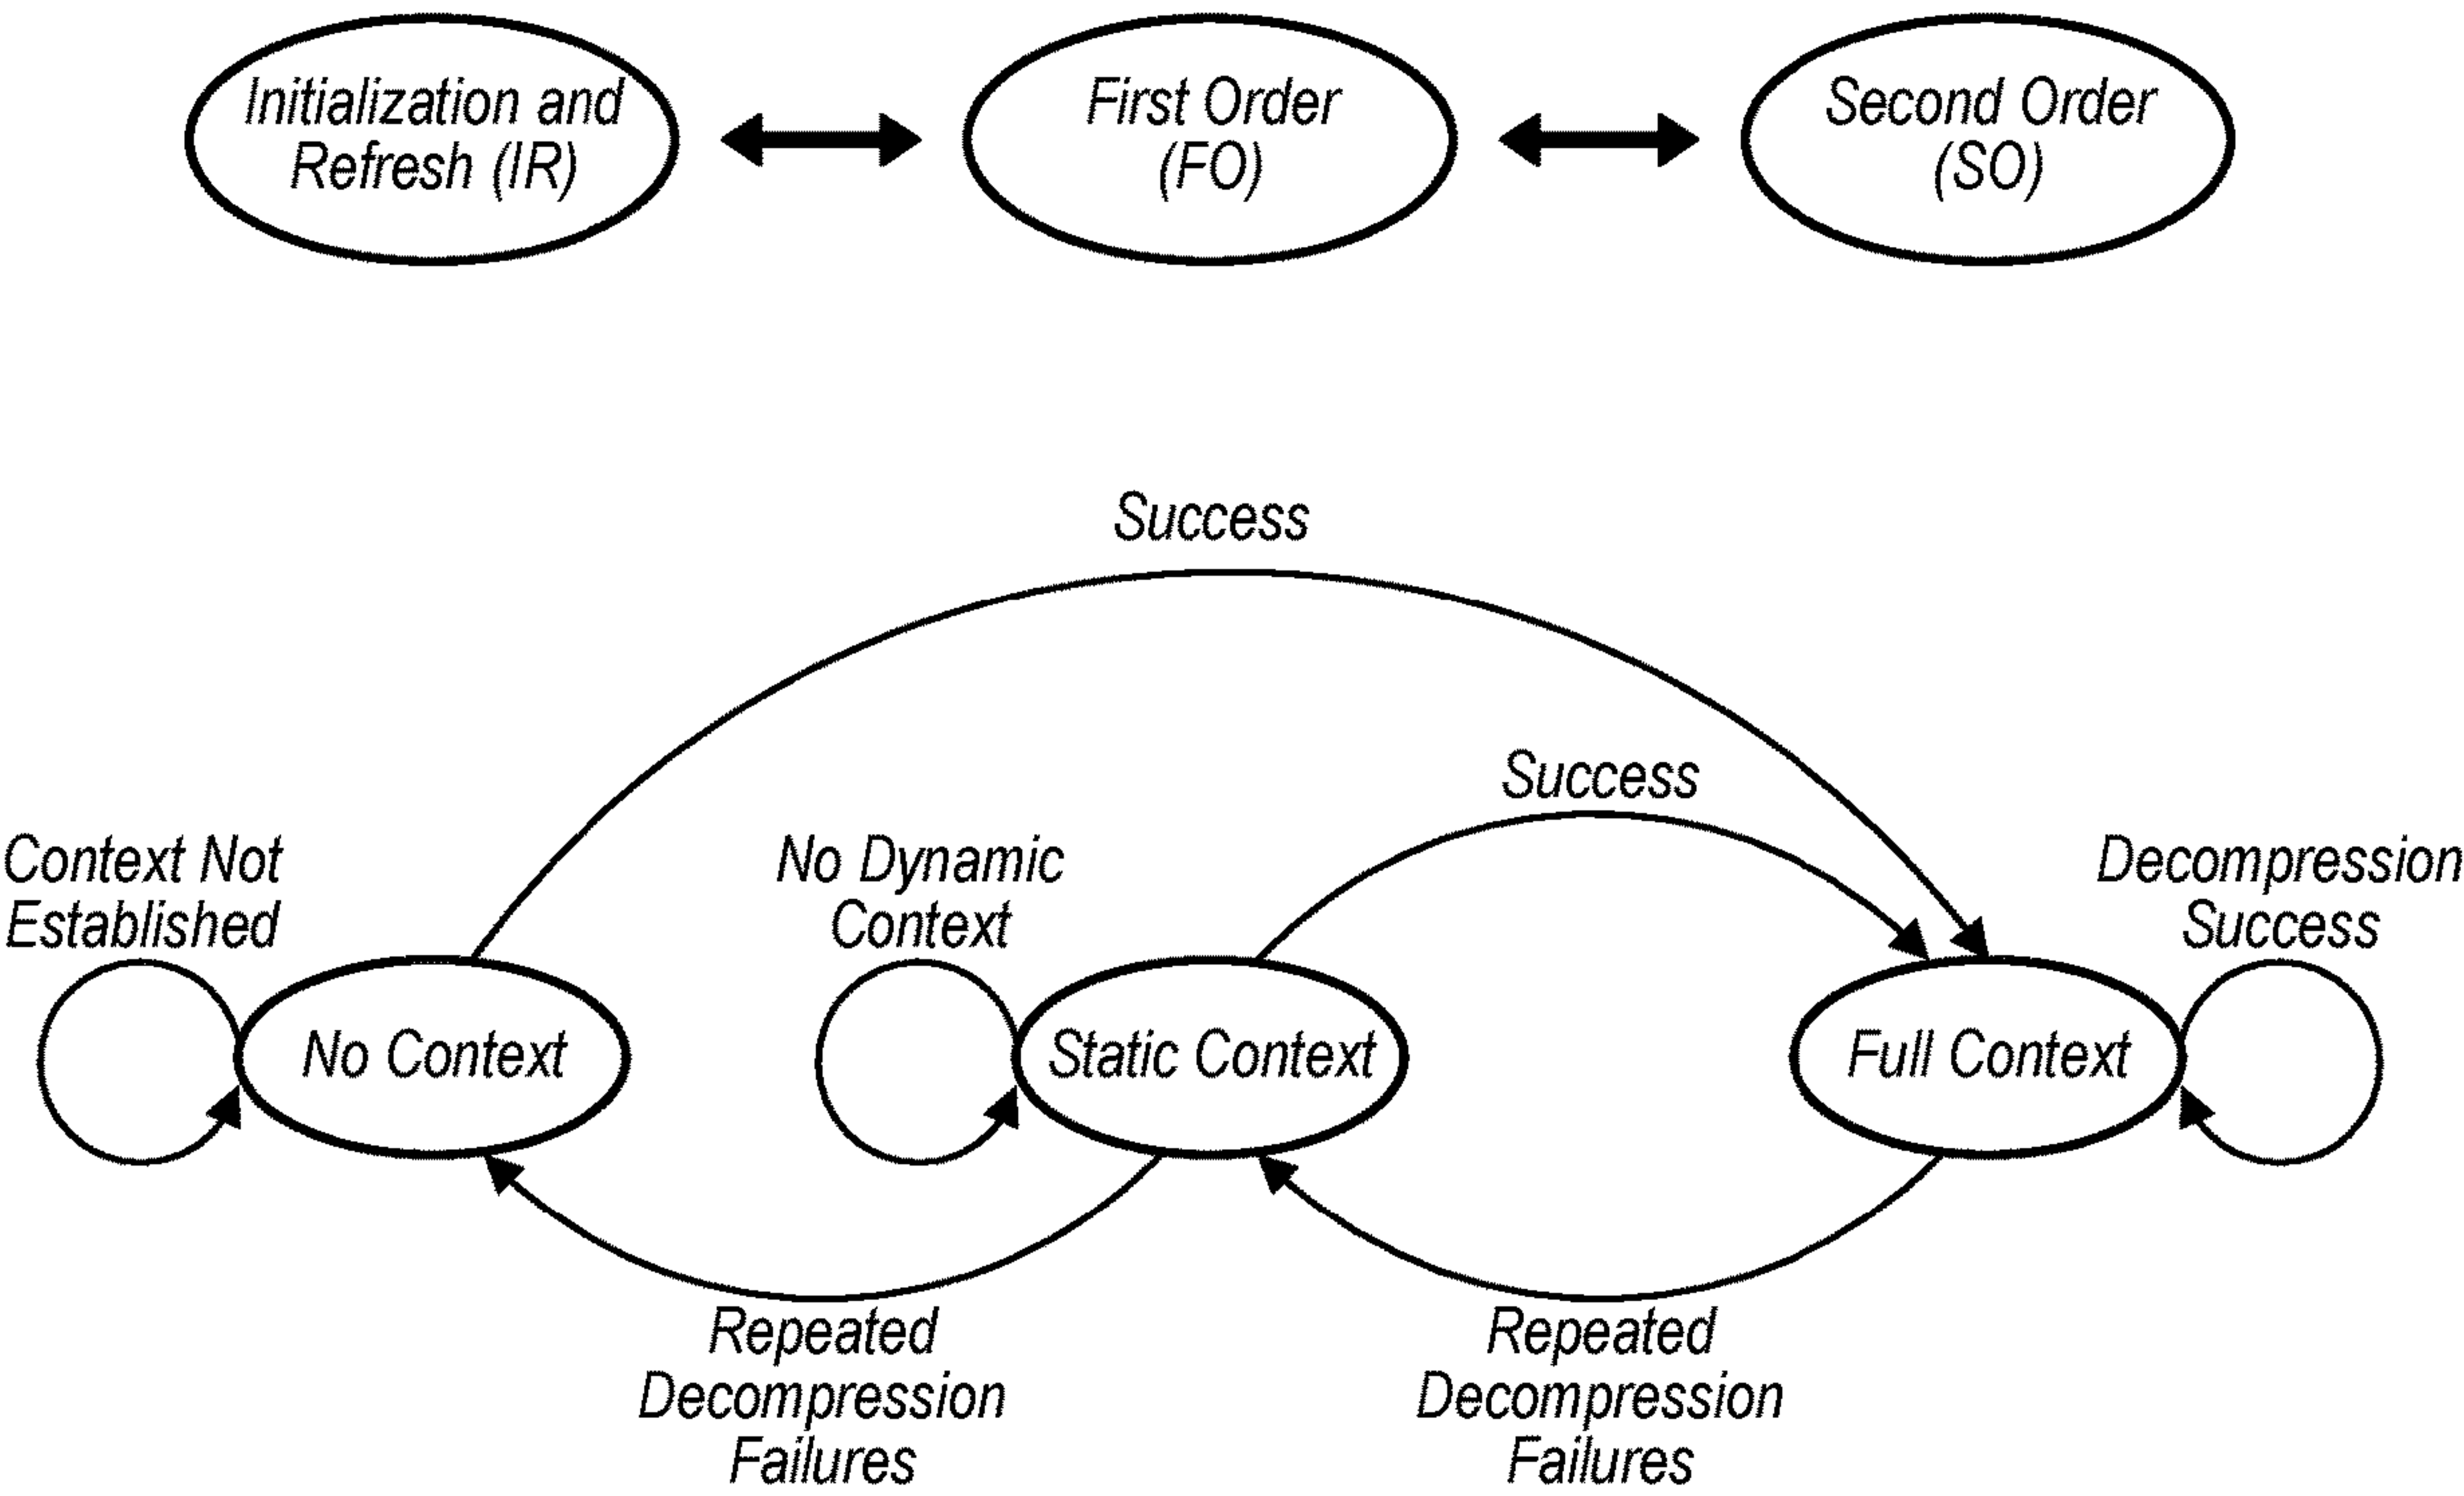 Initialization and
Refresh (IR)
First Order
(FO)
Second Order
(SO)
Success
Success
Context Not
Established
No Dynamic
Context
Decompression
Success
No Context
Static Context
Full Context
Repeated
Decompression
Failures
Repeated
Decompression
Failures